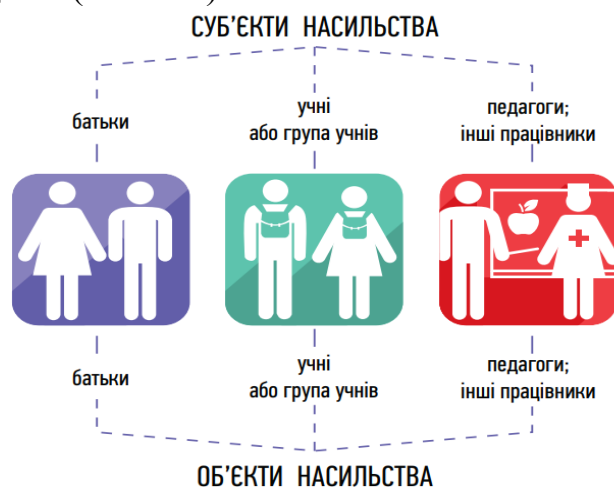 СУБ'ЄКТИ НАСИЛЬСТВА
батьки
учні
або група учнів
педагоги;
інші працівники
батьки
учні
або група учнів
педагоги;
інші працівники
ОБ'ЄКТИ НАСИЛЬСТВА